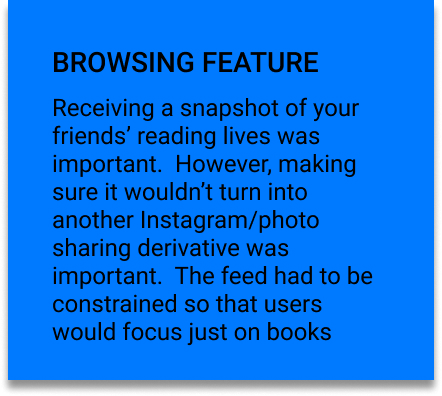 BROWSING FEATURE
Receiving a snapshot of your
friends’ reading lives was
important.  However, making
sure it wouldn’t turn into
another Instagram/photo
sharing derivative was
important.  The feed had to be
constrained so that users
would focus just on books